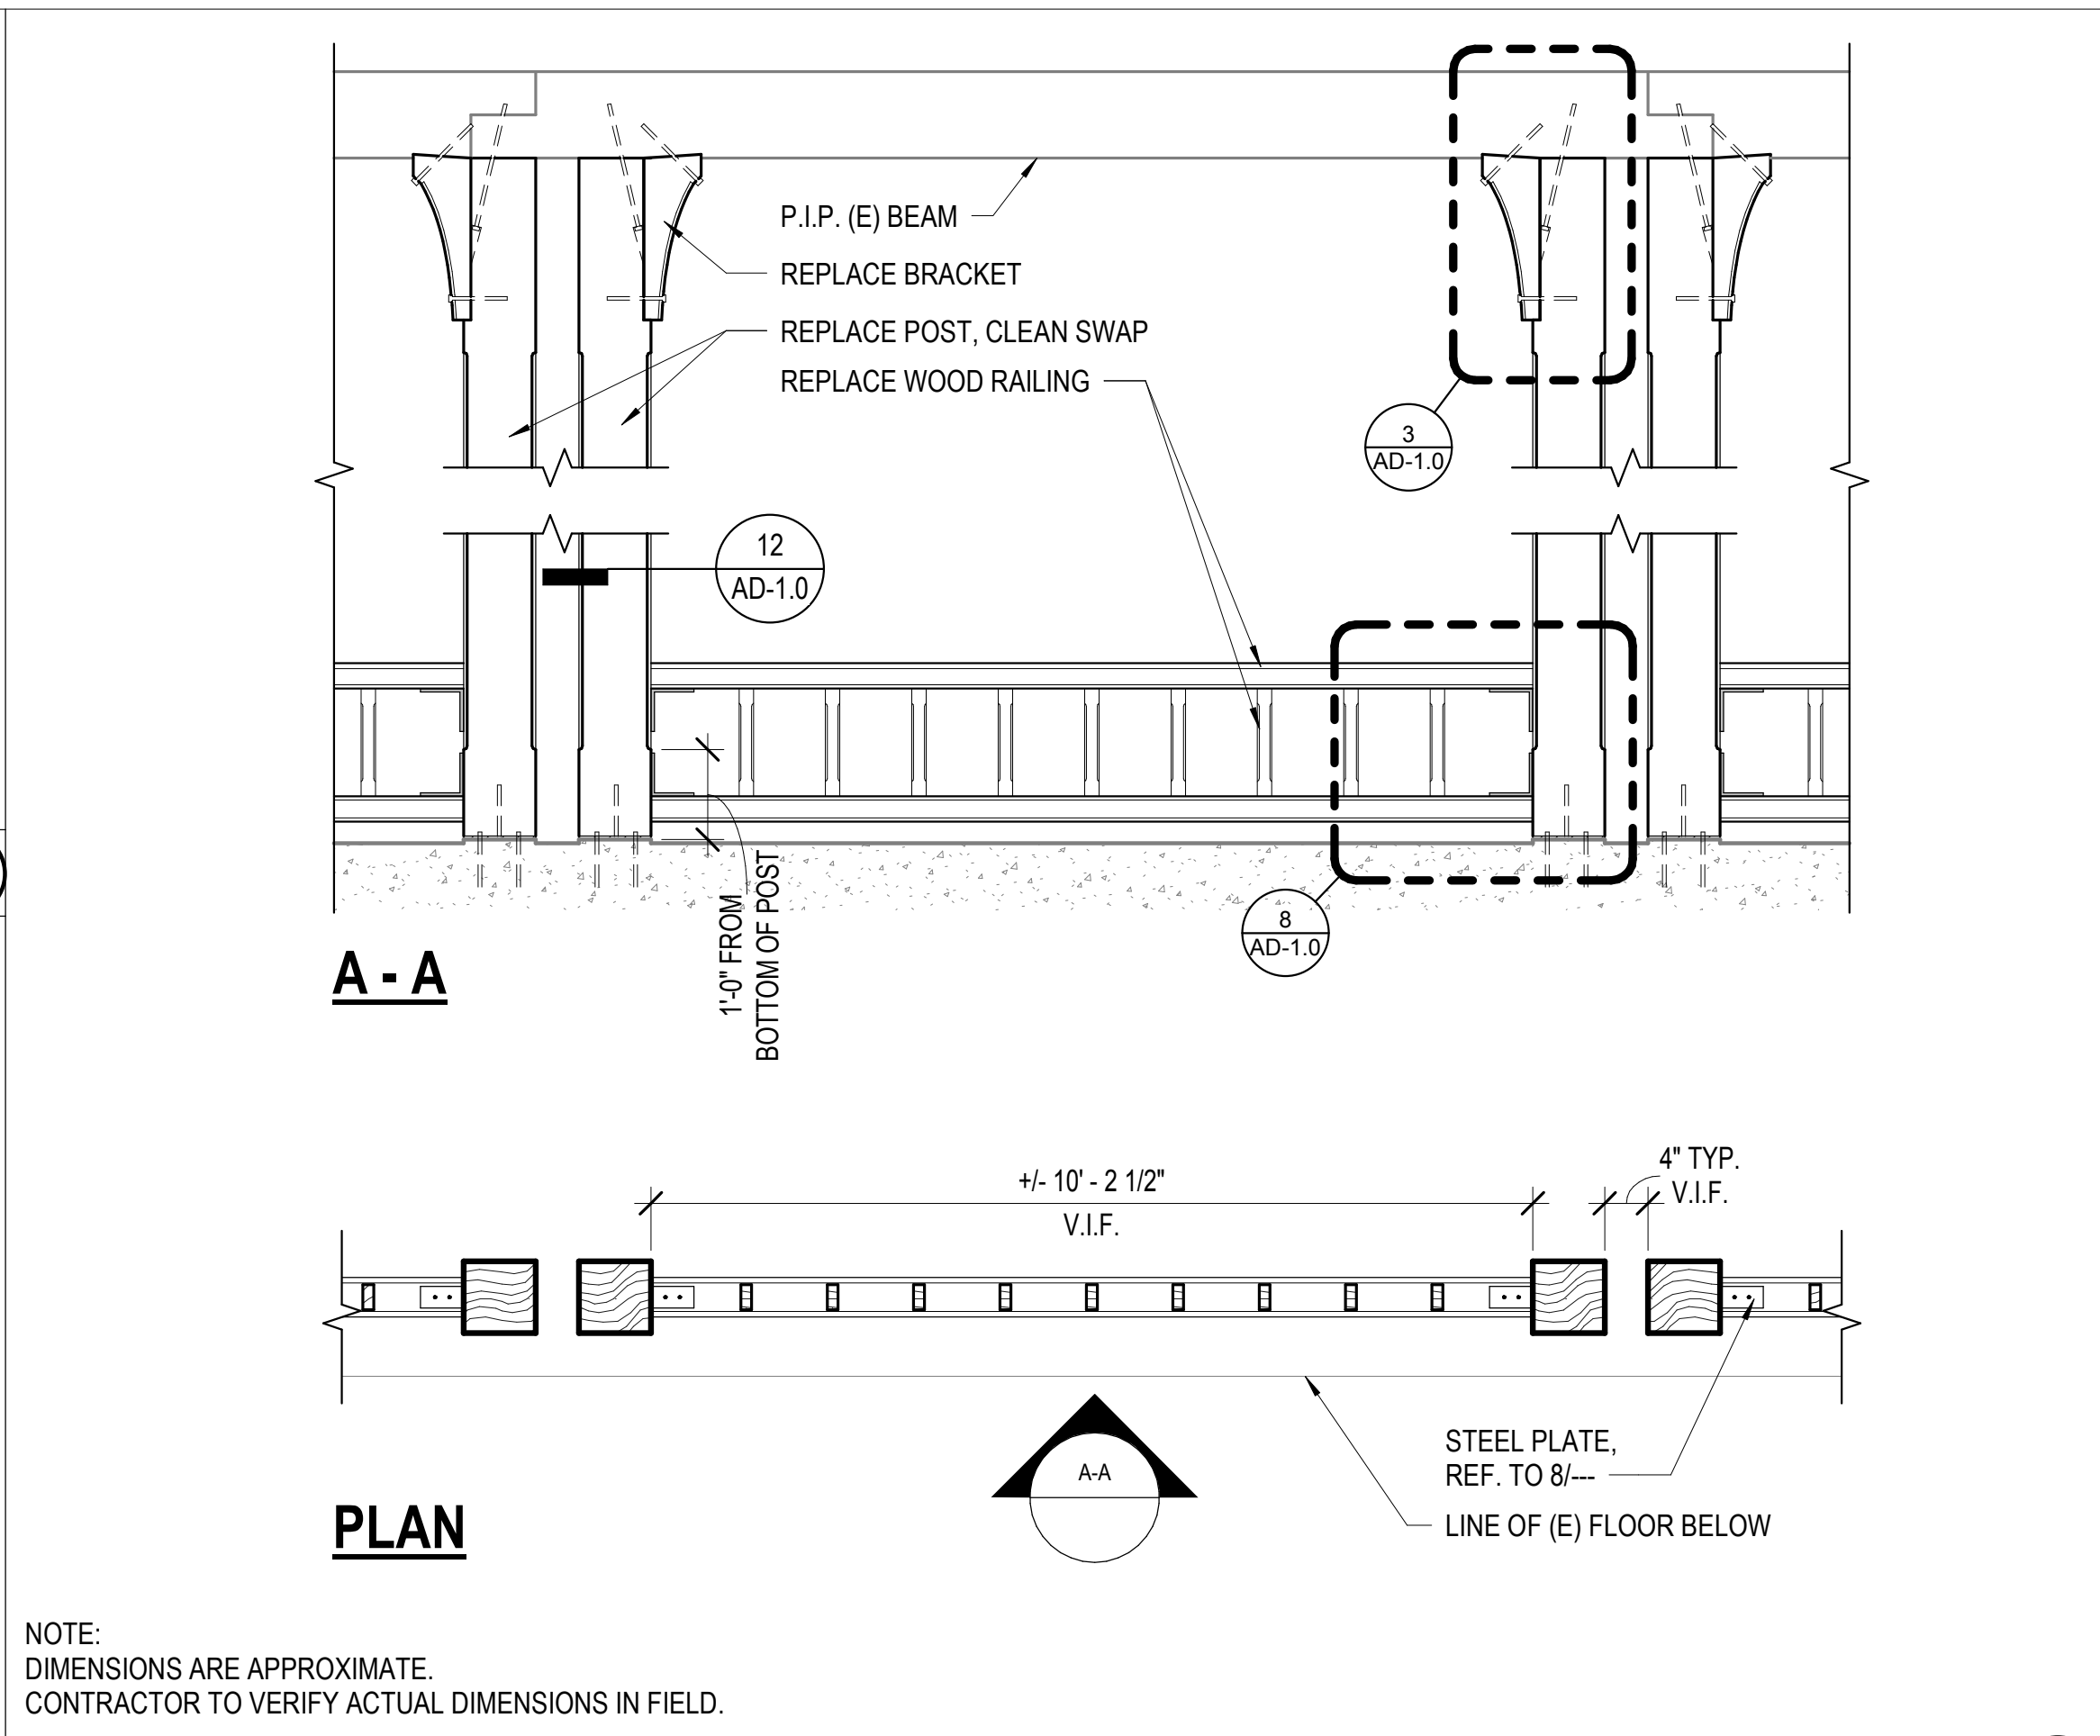 P.I.P. (E) BEAM
REPLACE BRACKET
REPLACE POST, CLEAN SWAP
REPLACE WOOD RAILING
3
AD-1.0
12
AD-1.0
8
AD-1.0
1'-0" FROM
BOTTOM OF POST
A - A
+/- 10' - 2 1/2"
V.I.F.
4" TYP.
V.I.F.
A-A
STEEL PLATE,
REF. TO 8/---
LINE OF (E) FLOOR BELOW
PLAN
NOTE:
DIMENSIONS ARE APPROXIMATE.
CONTRACTOR TO VERIFY ACTUAL DIMENSIONS IN FIELD.